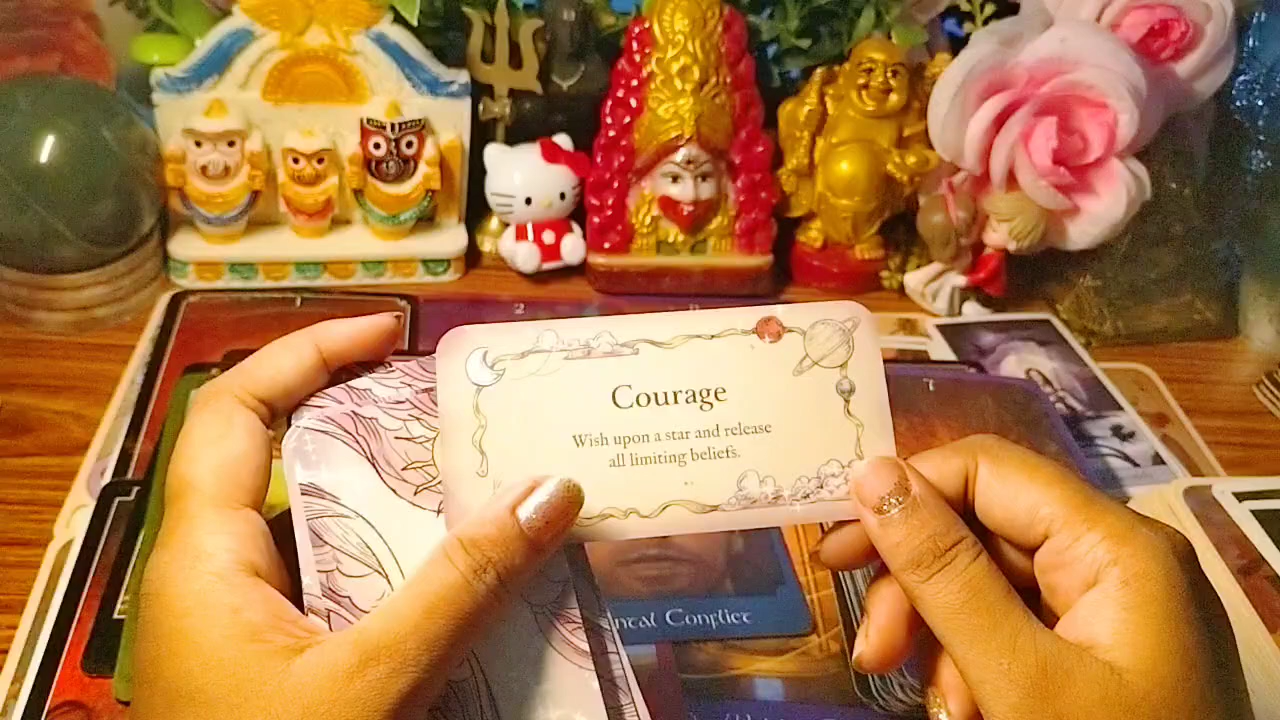 Courage
Wish upon a star and release
all limiting beliefs.
Conflict